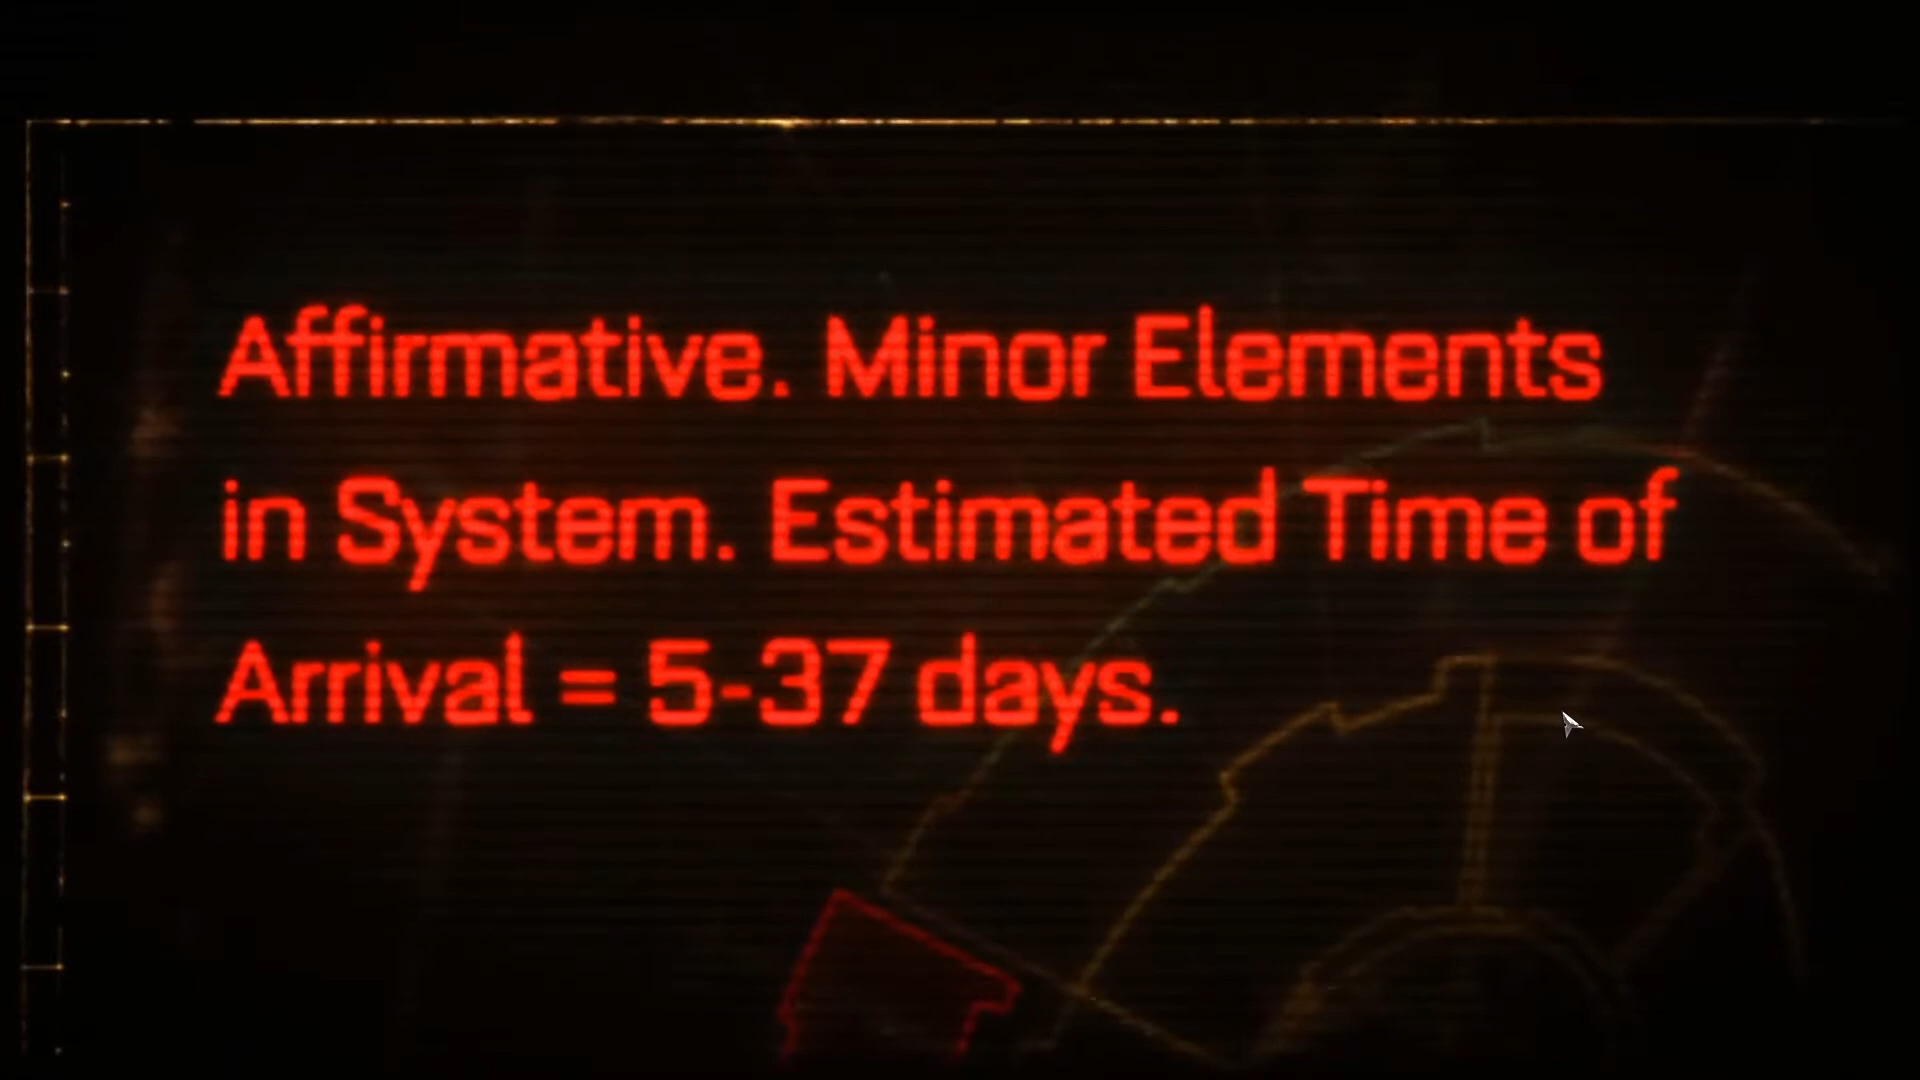 Affirmative. Minor Elements
in System. Estimated Time of
Arrival = 5-37 days.